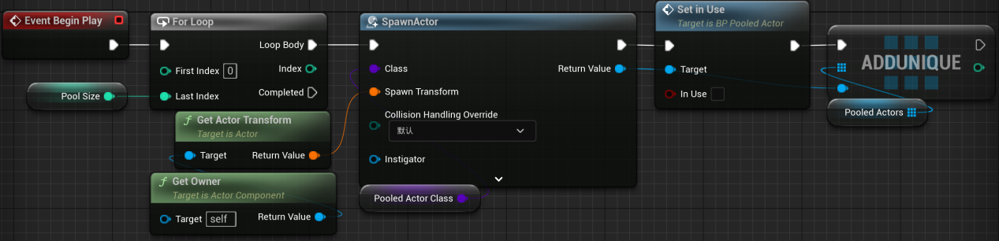 Event Begin Play
For Loop
Loop Body
First Index 0
Index
Last Index
Completed
Pool Size
Get Actor Transform
Target is Actor
Target
Return Value
Get Owner
Target is Actor Component
Target self
Return Value
SpawnActor
Class
Return Value
Spawn Transform
Collision Handling Override
默认
Instigator
Pooled Actor Class
Set in Use
Target is BP Pooled Actor
Target
In Use
ADDUNIQUE
Pooled Actors